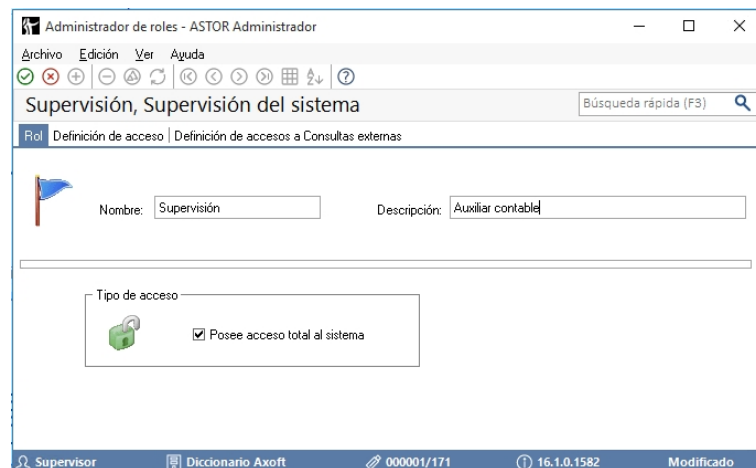 Administrador de roles - ASTOR Administrador
Archivo Edición Ver Ayuda
Supervisión, Supervisión del sistema
Búsqueda rápida (F3)
Rol Definición de acceso Definición de accesos a Consultas externas
Nombre: Supervisión Descripción: Auxiliar contable
Tipo de acceso
Posee acceso total al sistema
Supervisor Diccionario Axoft 000001/171 16.1.0.1582 Modificado